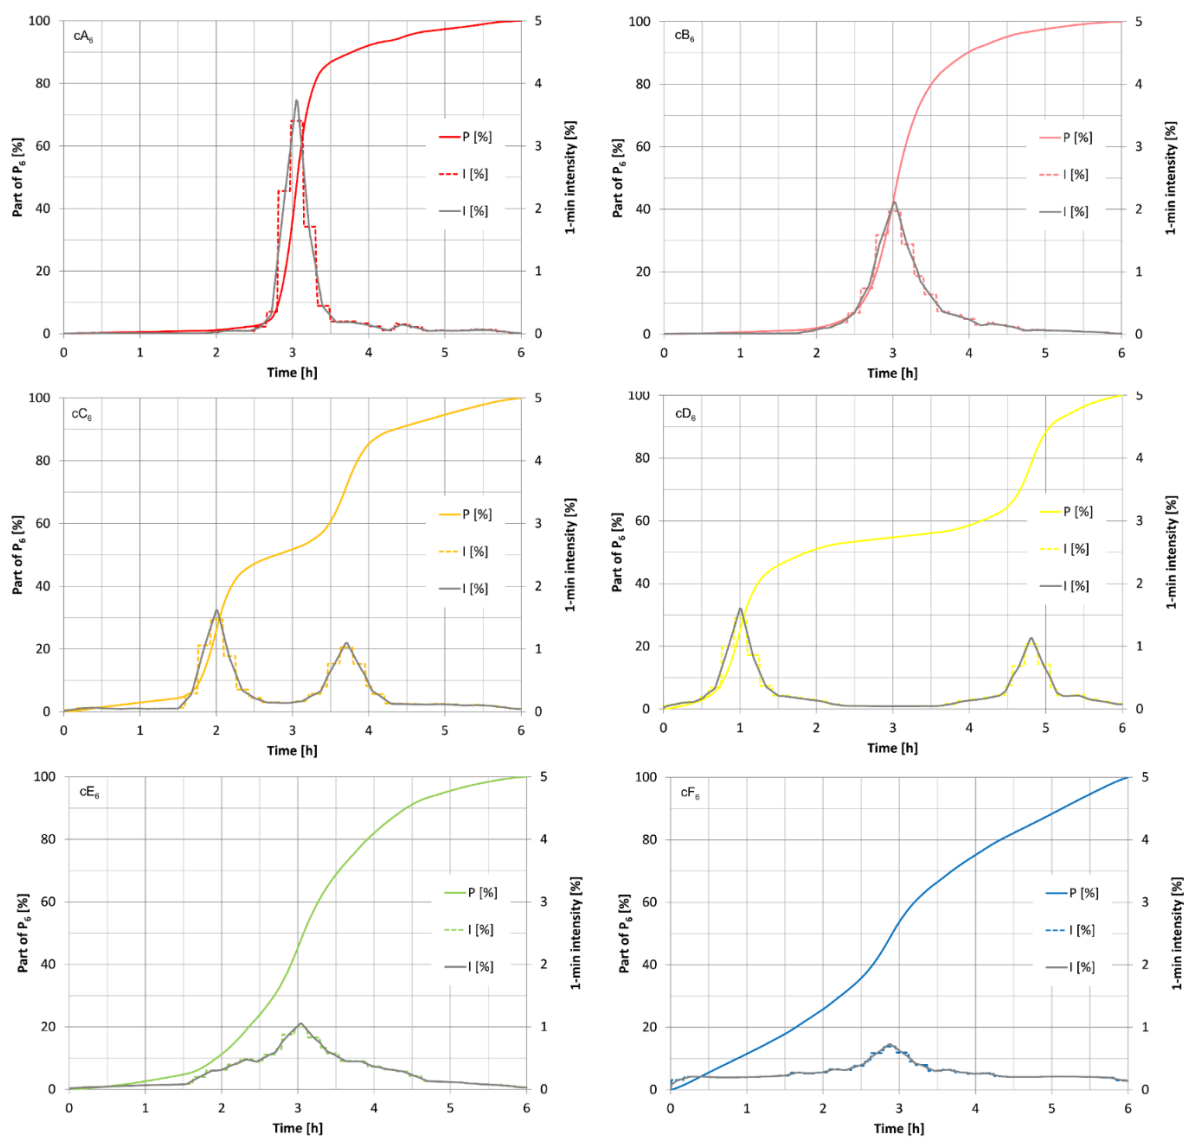 cA6
Part of P6 [%]
100
80
60
40
20
0
P [%]
I [%]
I [%]
5
4
3
2
1
0
1-min intensity [%]
0 1 2 3 4 5 6
Time [h]
cB6
Part of P6 [%]
100
80
60
40
20
0
P [%]
I [%]
I [%]
5
4
3
2
1
0
1-min intensity [%]
0 1 2 3 4 5 6
Time [h]
cC6
Part of P6 [%]
100
80
60
40
20
0
P [%]
I [%]
I [%]
5
4
3
2
1
0
1-min intensity [%]
0 1 2 3 4 5 6
Time [h]
cD6
Part of P6 [%]
100
80
60
40
20
0
P [%]
I [%]
I [%]
5
4
3
2
1
0
1-min intensity [%]
0 1 2 3 4 5 6
Time [h]
cE6
Part of P6 [%]
100
80
60
40
20
0
P [%]
I [%]
I [%]
5
4
3
2
1
0
1-min intensity [%]
0 1 2 3 4 5 6
Time [h]
cF6
Part of P6 [%]
100
80
60
40
20
0
P [%]
I [%]
I [%]
5
4
3
2
1
0
1-min intensity [%]
0 1 2 3 4 5 6
Time [h]